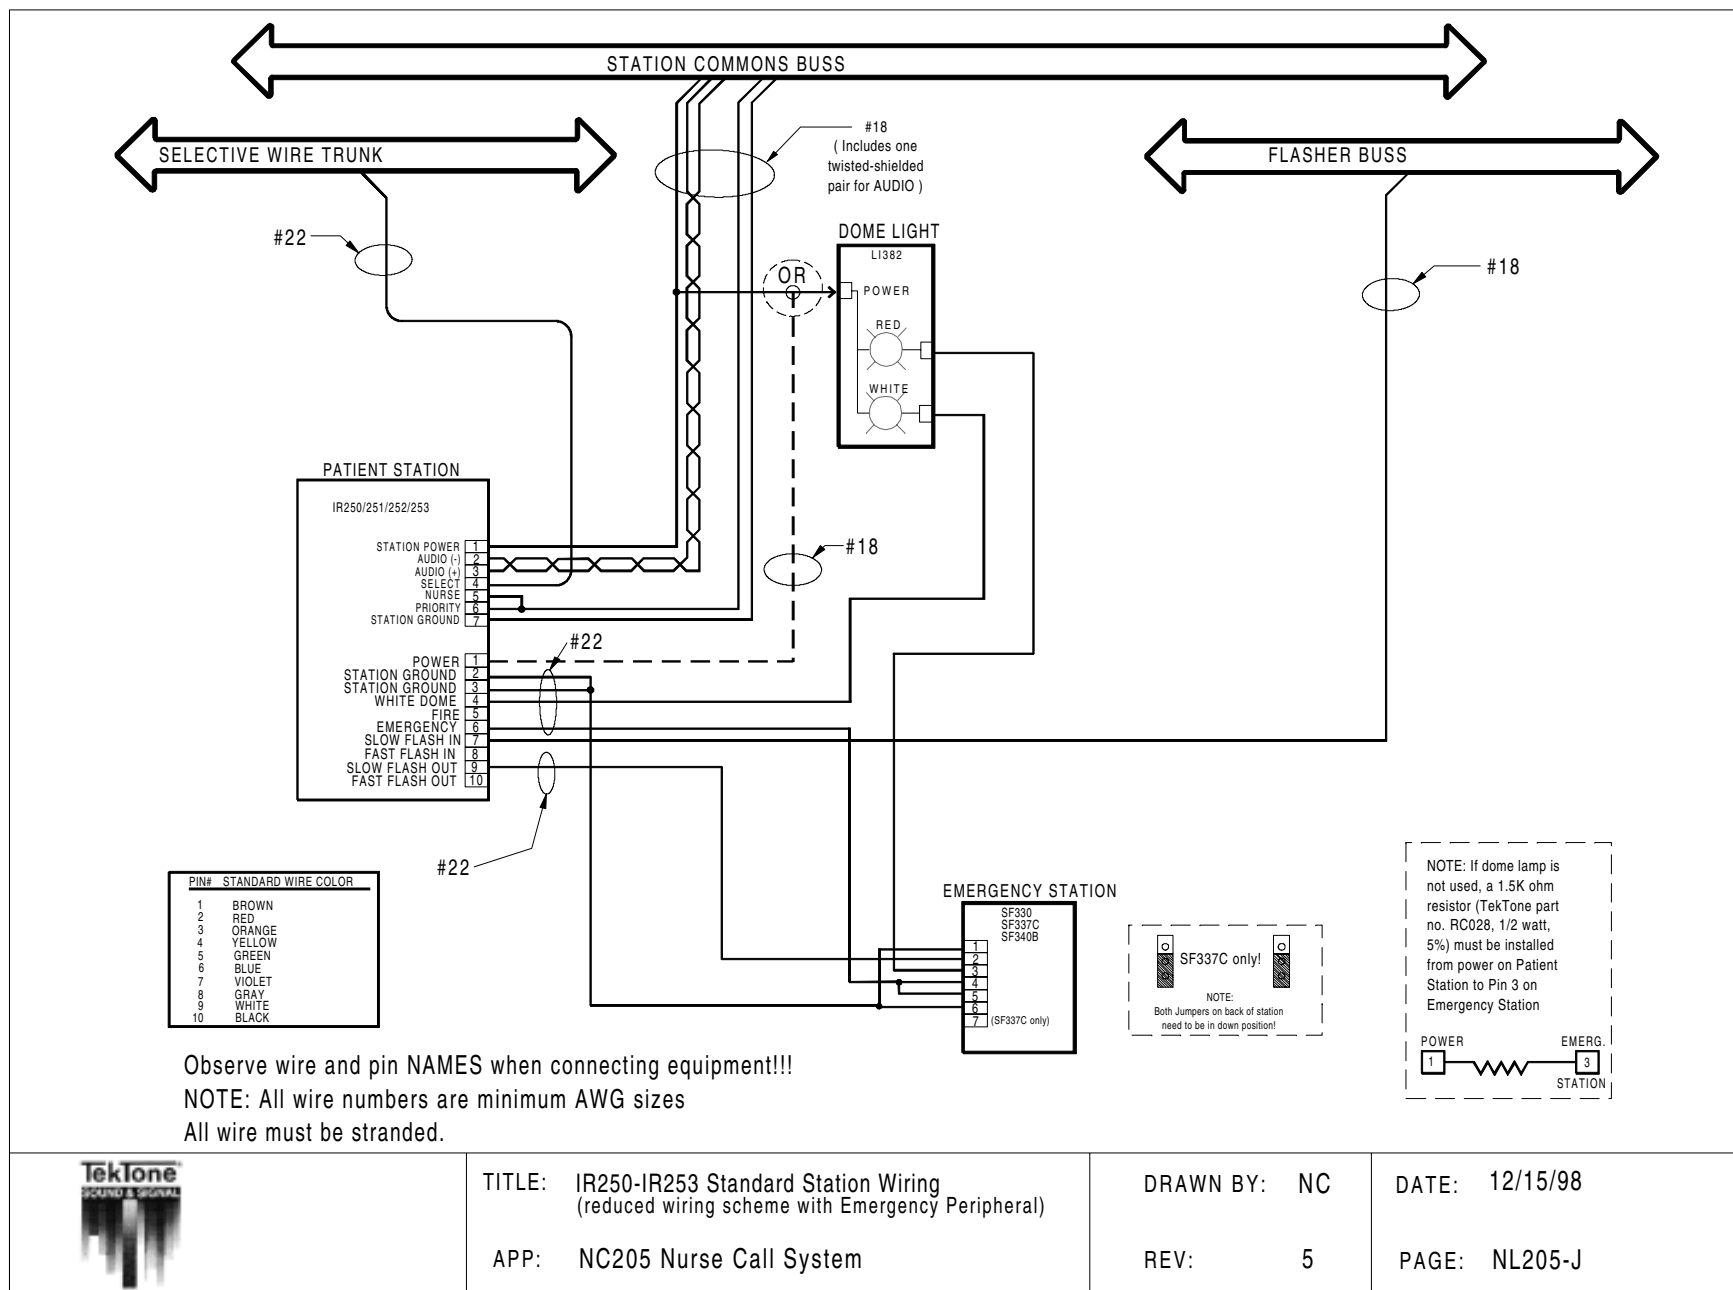 STATION COMMONS BUSS
SELECTIVE WIRE TRUNK
FLASHER BUSS
#18
( Includes one
twisted-shielded
pair for AUDIO )
#22
#18
DOME LIGHT
LI382
OR
POWER
RED
WHITE
PATIENT STATION
IR250/251/252/253
STATION POWER 1
AUDIO (-) 2
AUDIO (+) 3
SELECT 4
NURSE 5
PRIORITY 6
STATION GROUND 7
#18
#22
POWER 1
STATION GROUND 2
STATION GROUND 3
WHITE DOME 4
FIRE 5
EMERGENCY 6
SLOW FLASH IN 7
FAST FLASH IN 8
SLOW FLASH OUT 9
FAST FLASH OUT 10
#22
PIN# STANDARD WIRE COLOR
1 BROWN
2 RED
3 ORANGE
4 YELLOW
5 GREEN
6 BLUE
7 VIOLET
8 GRAY
9 WHITE
10 BLACK
EMERGENCY STATION
SF330
SF337C
SF340B
1
2
3
4
5
6
7 (SF337C only)
SF337C only!
NOTE:
Both Jumpers on back of station
need to be in down position!
NOTE: If dome lamp is
not used, a 1.5K ohm
resistor (TekTone part
no. RC028, 1/2 watt,
5%) must be installed
from power on Patient
Station to Pin 3 on
Emergency Station
POWER EMERG.
1 3
STATION
Observe wire and pin NAMES when connecting equipment!!!
NOTE: All wire numbers are minimum AWG sizes
All wire must be stranded.
TekTone
SOUND & SIGNAL
TITLE: IR250-IR253 Standard Station Wiring
(reduced wiring scheme with Emergency Peripheral)
APP: NC205 Nurse Call System
DRAWN BY: NC
REV: 5
DATE: 12/15/98
PAGE: NL205-J